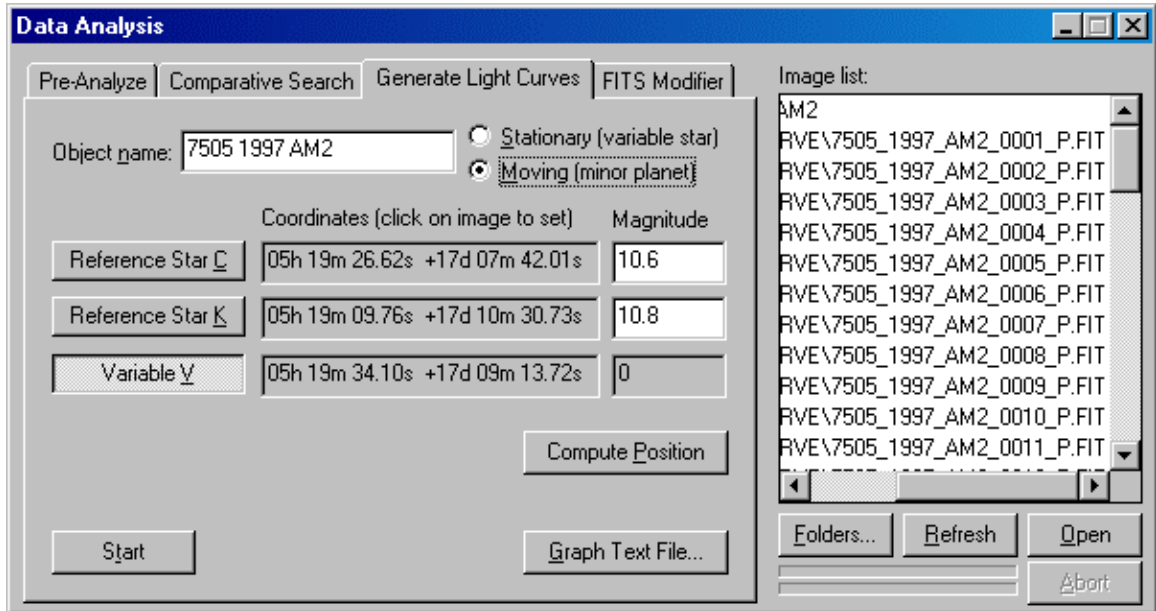 Data Analysis
Pre-Analyze Comparative Search Generate Light Curves FITS Modifier
Object name: 7505 1997 AM2
Stationary (variable star)
Moving (minor planet)
Coordinates (click on image to set) Magnitude
Reference Star C 05h 19m 26.62s +17d 07m 42.01s 10.6
Reference Star K 05h 19m 09.76s +17d 10m 30.73s 10.8
Variable V 05h 19m 34.10s +17d 09m 13.72s 0
Compute Position
Start Graph Text File...
Image list:
AM2
RVE\7505_1997_AM2_0001_P.FIT
RVE\7505_1997_AM2_0002_P.FIT
RVE\7505_1997_AM2_0003_P.FIT
RVE\7505_1997_AM2_0004_P.FIT
RVE\7505_1997_AM2_0005_P.FIT
RVE\7505_1997_AM2_0006_P.FIT
RVE\7505_1997_AM2_0007_P.FIT
RVE\7505_1997_AM2_0008_P.FIT
RVE\7505_1997_AM2_0009_P.FIT
RVE\7505_1997_AM2_0010_P.FIT
RVE\7505_1997_AM2_0011_P.FIT
Folders... Refresh Open
Abort